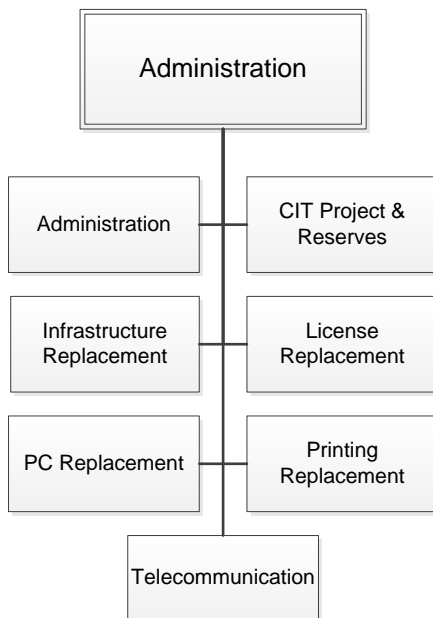 Administration
Administration
CIT Project &
Reserves
Infrastructure
Replacement
License
Replacement
PC Replacement
Printing
Replacement
Telecommunication